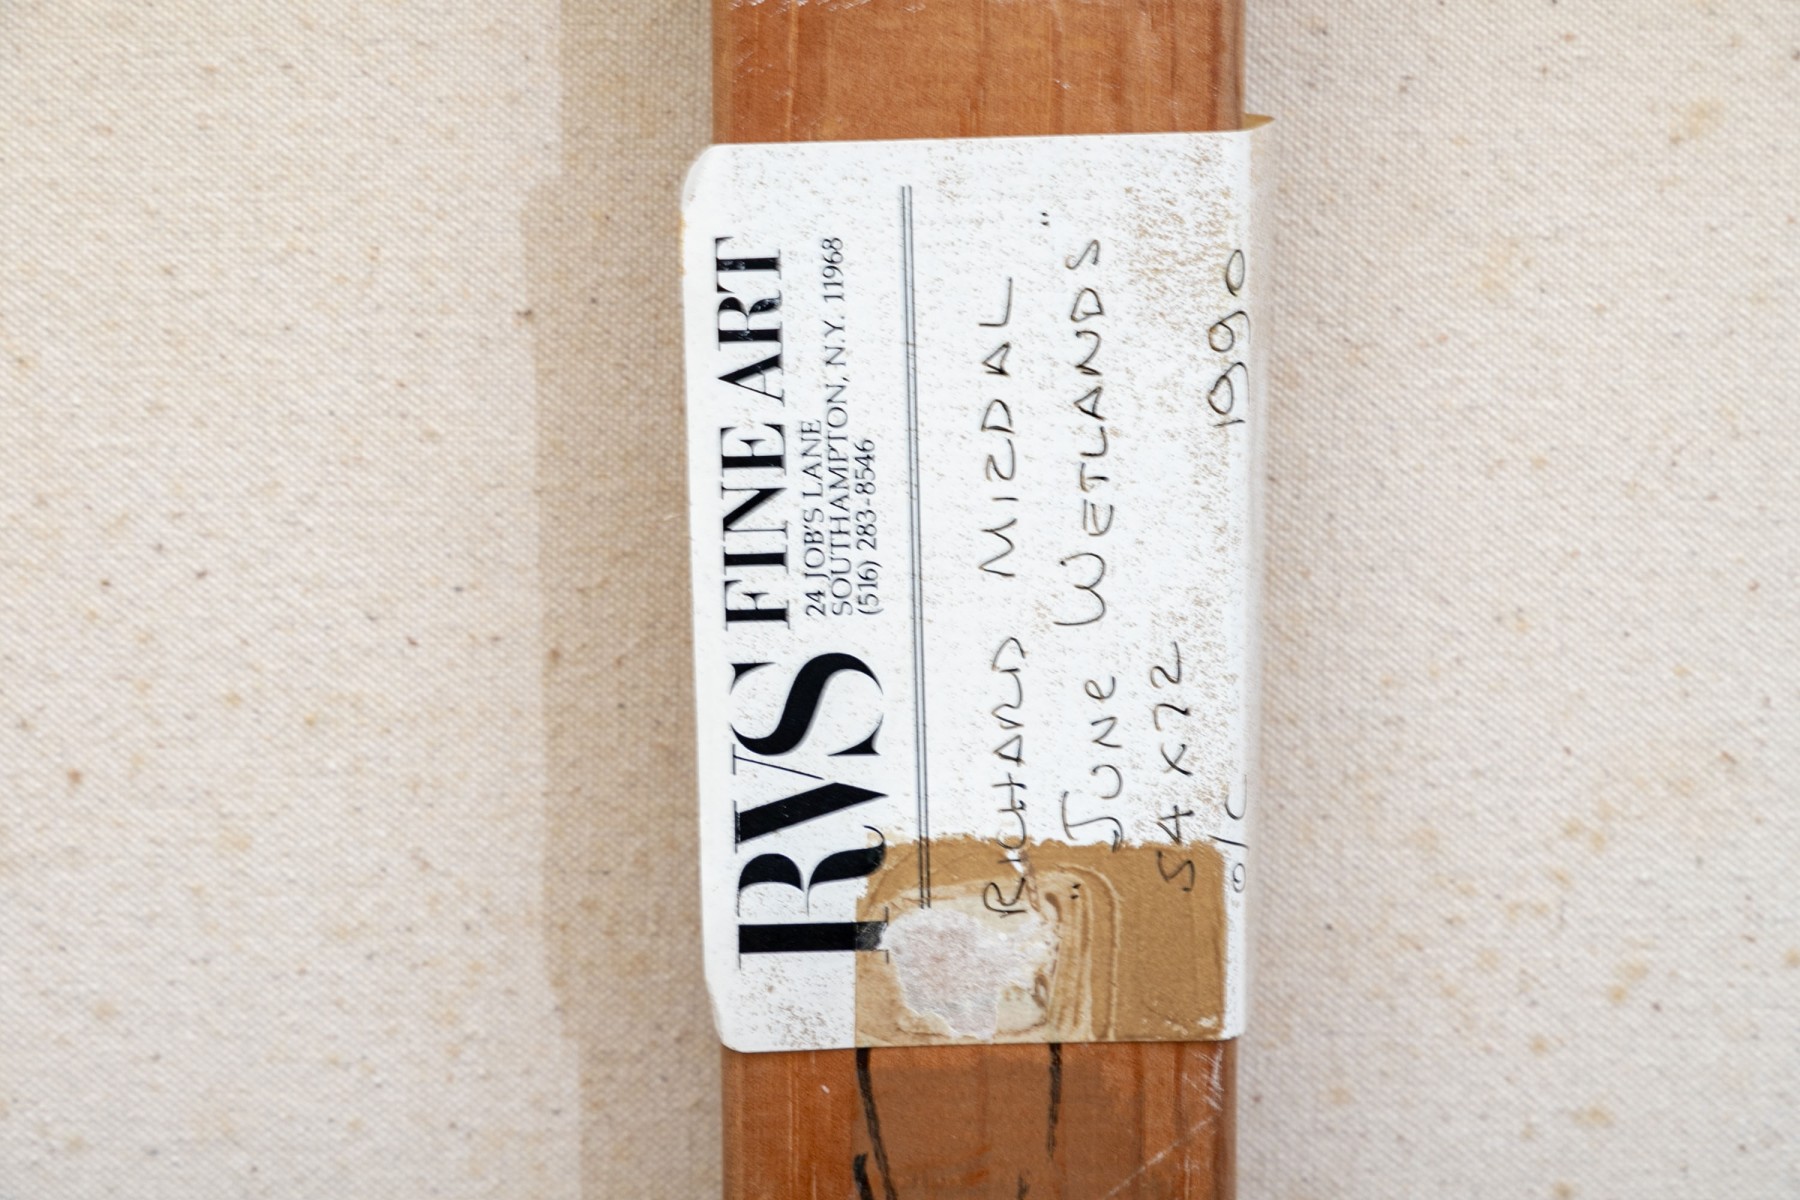 RVS FINE ART
24 JOB'S LANE
SOUTHAMPTON, N.Y. 11968
(516) 283-8546
RICHARD MIZDAL
"JUNE WETLANDS"
54 x 72
o/c 1990